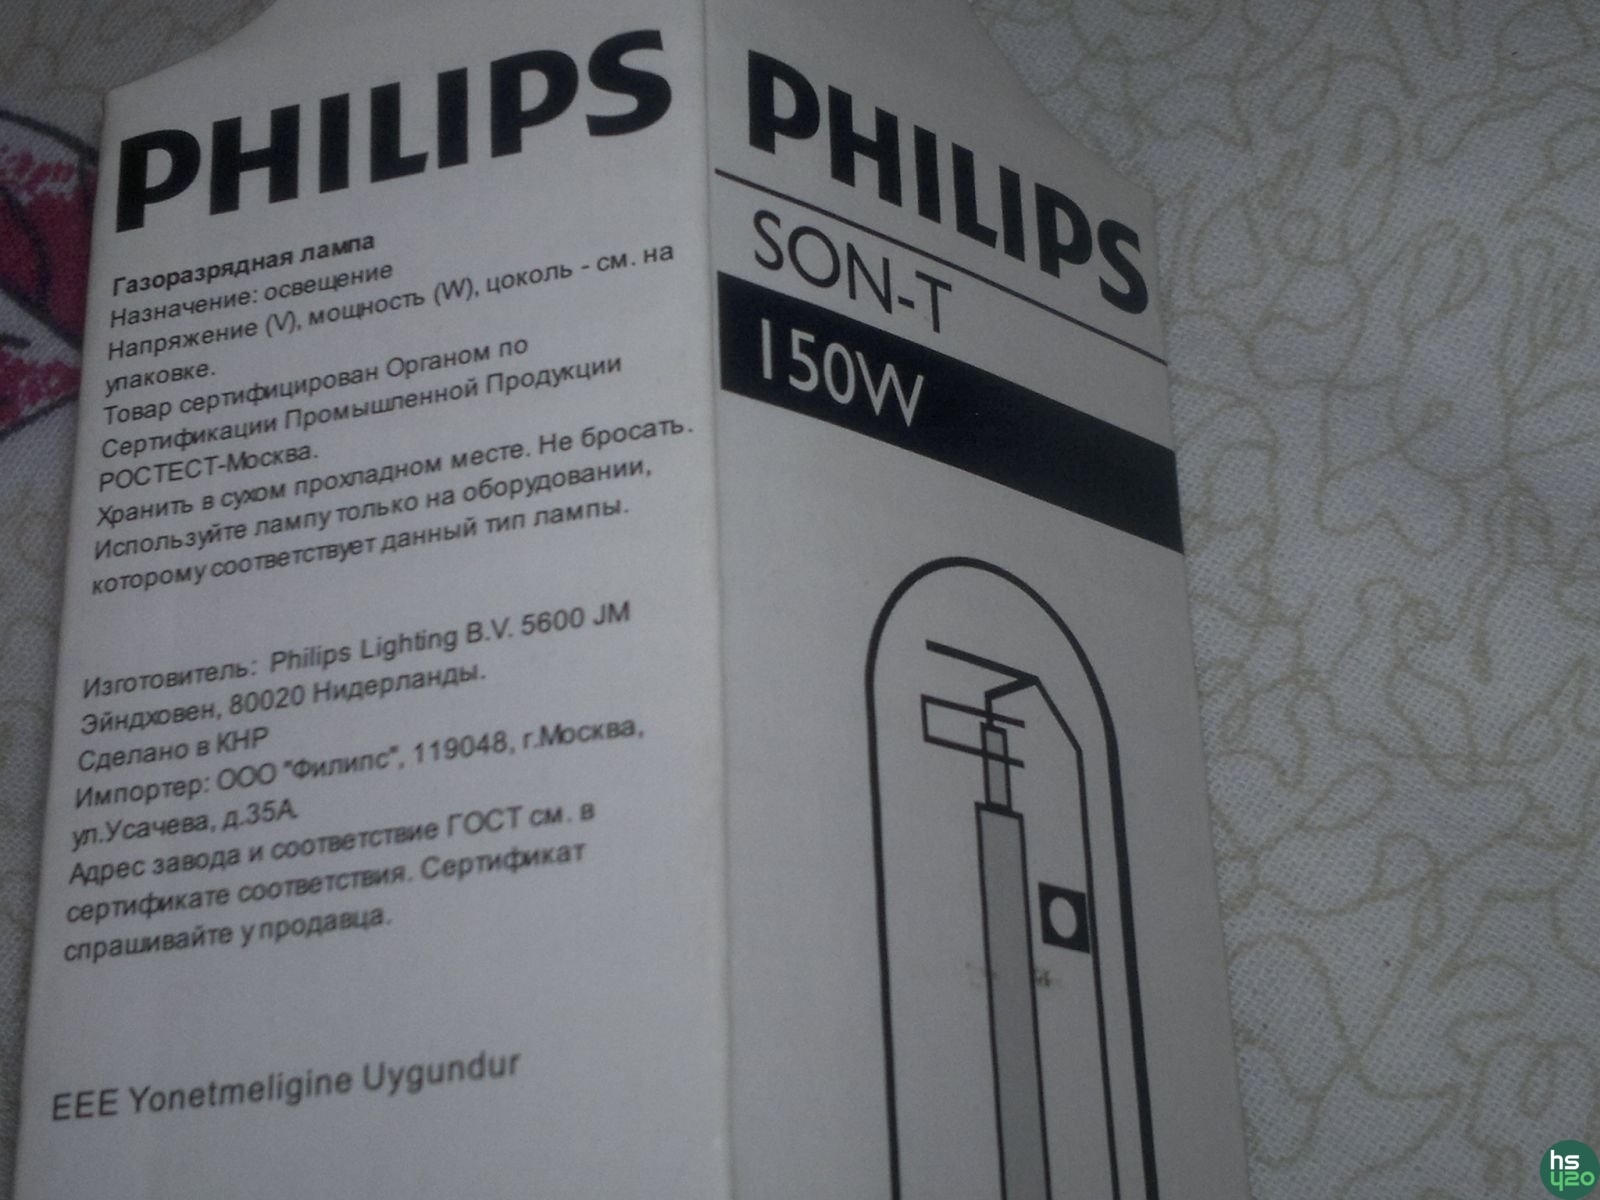 PHILIPS
Газоразрядная лампа
Назначение: освещение
Напряжение (V), мощность (W), цоколь - см. на
упаковке.
Товар сертифицирован Органом по
Сертификации Промышленной Продукции
РОСТЕСТ-Москва.
Хранить в сухом прохладном месте. Не бросать.
Используйте лампу только на оборудовании,
которому соответствует данный тип лампы.
Изготовитель: Philips Lighting B.V. 5600 JM
Эйндховен, 80020 Нидерланды.
Сделано в КНР
Импортер: ООО "Филипс", 119048, г.Москва,
ул.Усачева, д.35А.
Адрес завода и соответствие ГОСТ см. в
сертификате соответствия. Сертификат
спрашивайте у продавца.
EEE Yonetmeligine Uygundur
PHILIPS
SON-T
150W
hs
420